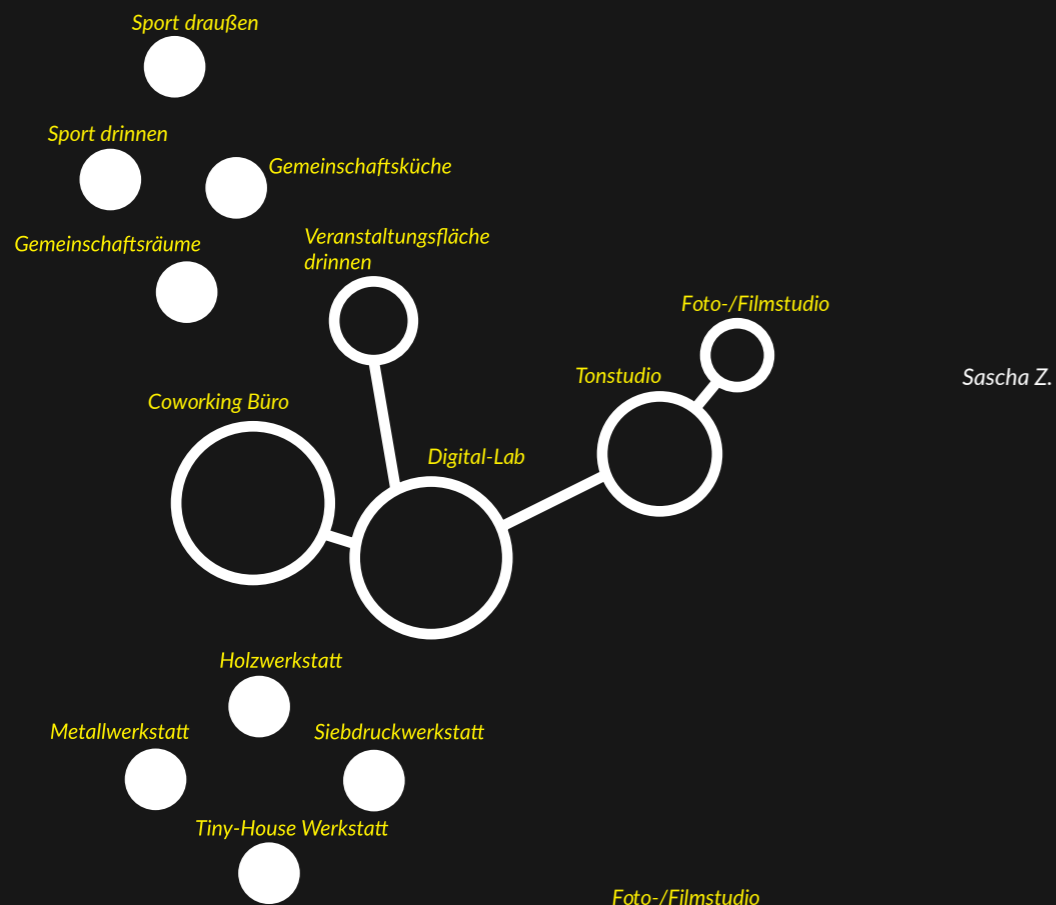 Sport draußen
Sport drinnen
Gemeinschaftsküche
Gemeinschaftsräume
Veranstaltungsfläche
drinnen
Foto-/Filmstudio
Tonstudio
Sascha Z.
Coworking Büro
Digital-Lab
Holzwerkstatt
Metallwerkstatt
Siebdruckwerkstatt
Tiny-House Werkstatt
Foto-/Filmstudio